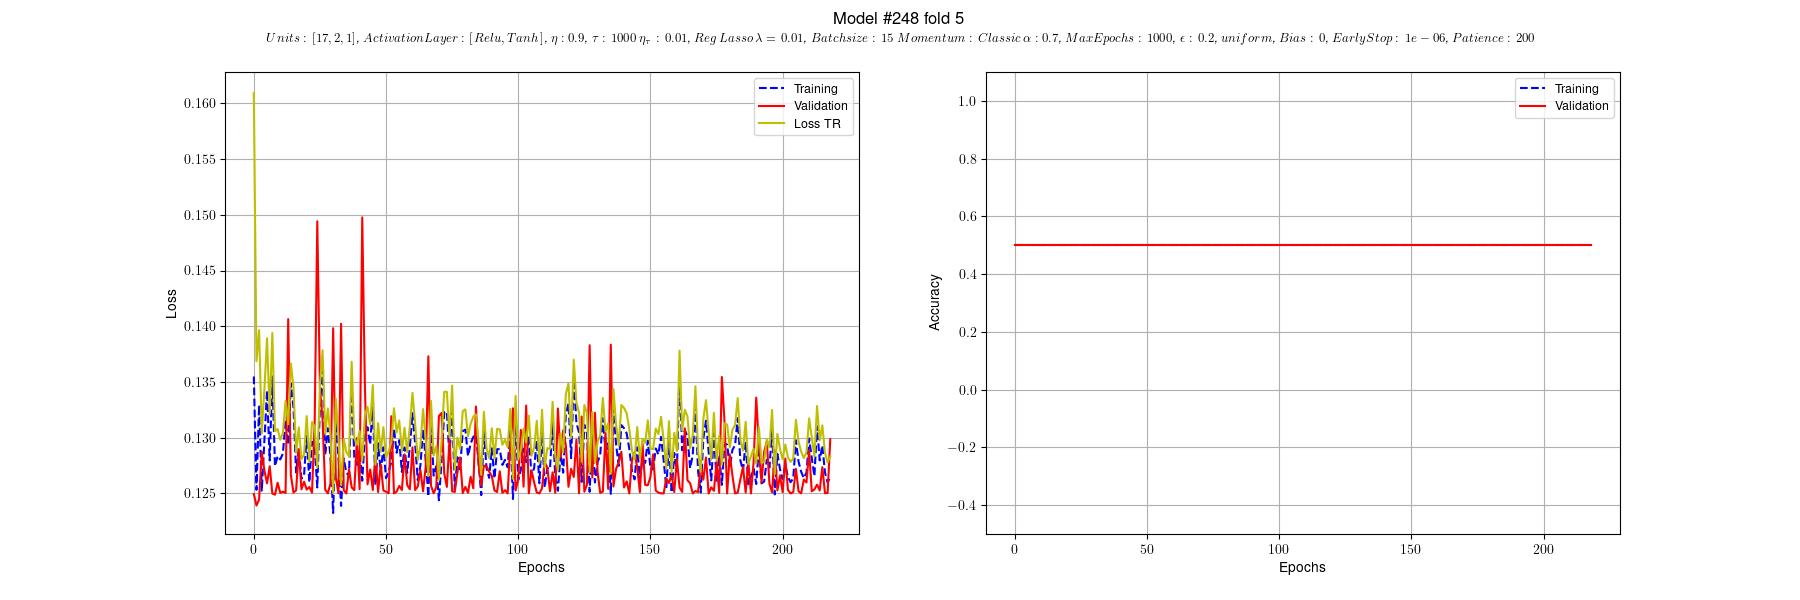 Model #248 fold 5
Units : [17, 2, 1], ActivationLayer : [Relu, Tanh], η : 0.9, τ : 1000 η_τ : 0.01, Reg Lasso λ = 0.01, Batchsize : 15 Momentum : Classic α : 0.7, MaxEpochs : 1000, ϵ : 0.2, uniform, Bias : 0, EarlyStop : 1e − 06, Patience : 200
Training
Validation
Loss TR
0.160
0.155
0.150
0.145
0.140
0.135
0.130
0.125
Loss
0 50 100 150 200
Epochs
Training
Validation
1.0
0.8
0.6
0.4
0.2
0.0
−0.2
−0.4
Accuracy
0 50 100 150 200
Epochs